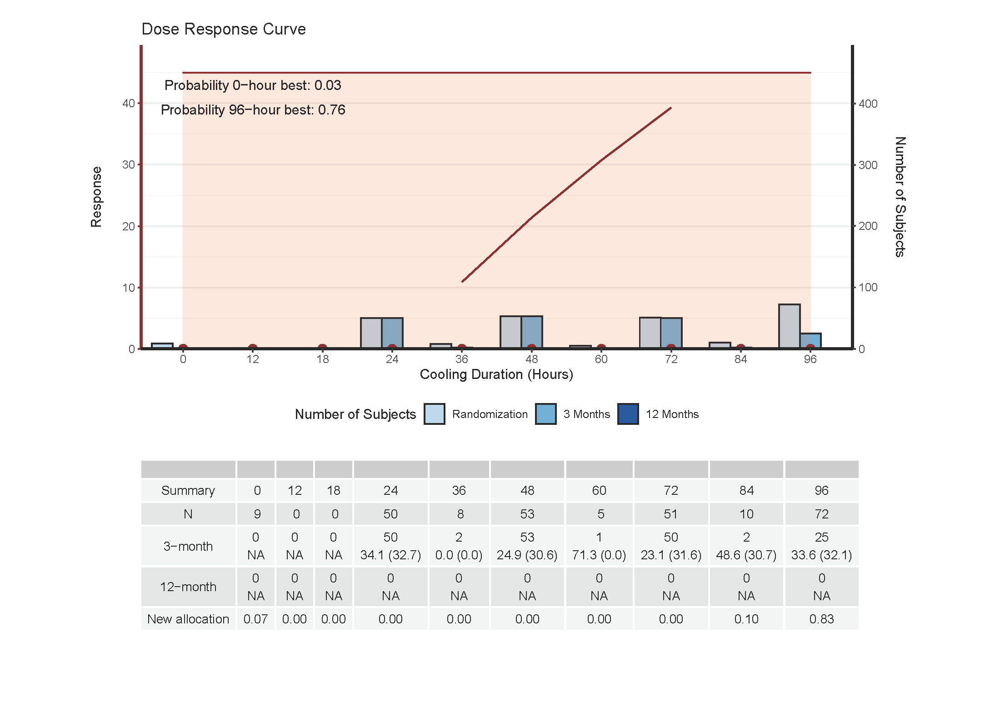 Dose Response Curve
Probability 0−hour best: 0.03
Probability 96−hour best: 0.76
40
30
20
10
0
Response
400
300
200
100
0
Number of Subjects
0 12 18 24 36 48 60 72 84 96
Cooling Duration (Hours)
Number of Subjects Randomization 3 Months 12 Months
Summary 0 12 18 24 36 48 60 72 84 96
N 9 0 0 50 8 53 5 51 10 72
3−month
0 0 0 50 2 53 1 50 2 25
NA NA NA 34.1 (32.7) 0.0 (0.0) 24.9 (30.6) 71.3 (0.0) 23.1 (31.6) 48.6 (30.7) 33.6 (32.1)
12−month
0 0 0 0 0 0 0 0 0 0
NA NA NA NA NA NA NA NA NA NA
New allocation 0.07 0.00 0.00 0.00 0.00 0.00 0.00 0.00 0.10 0.83